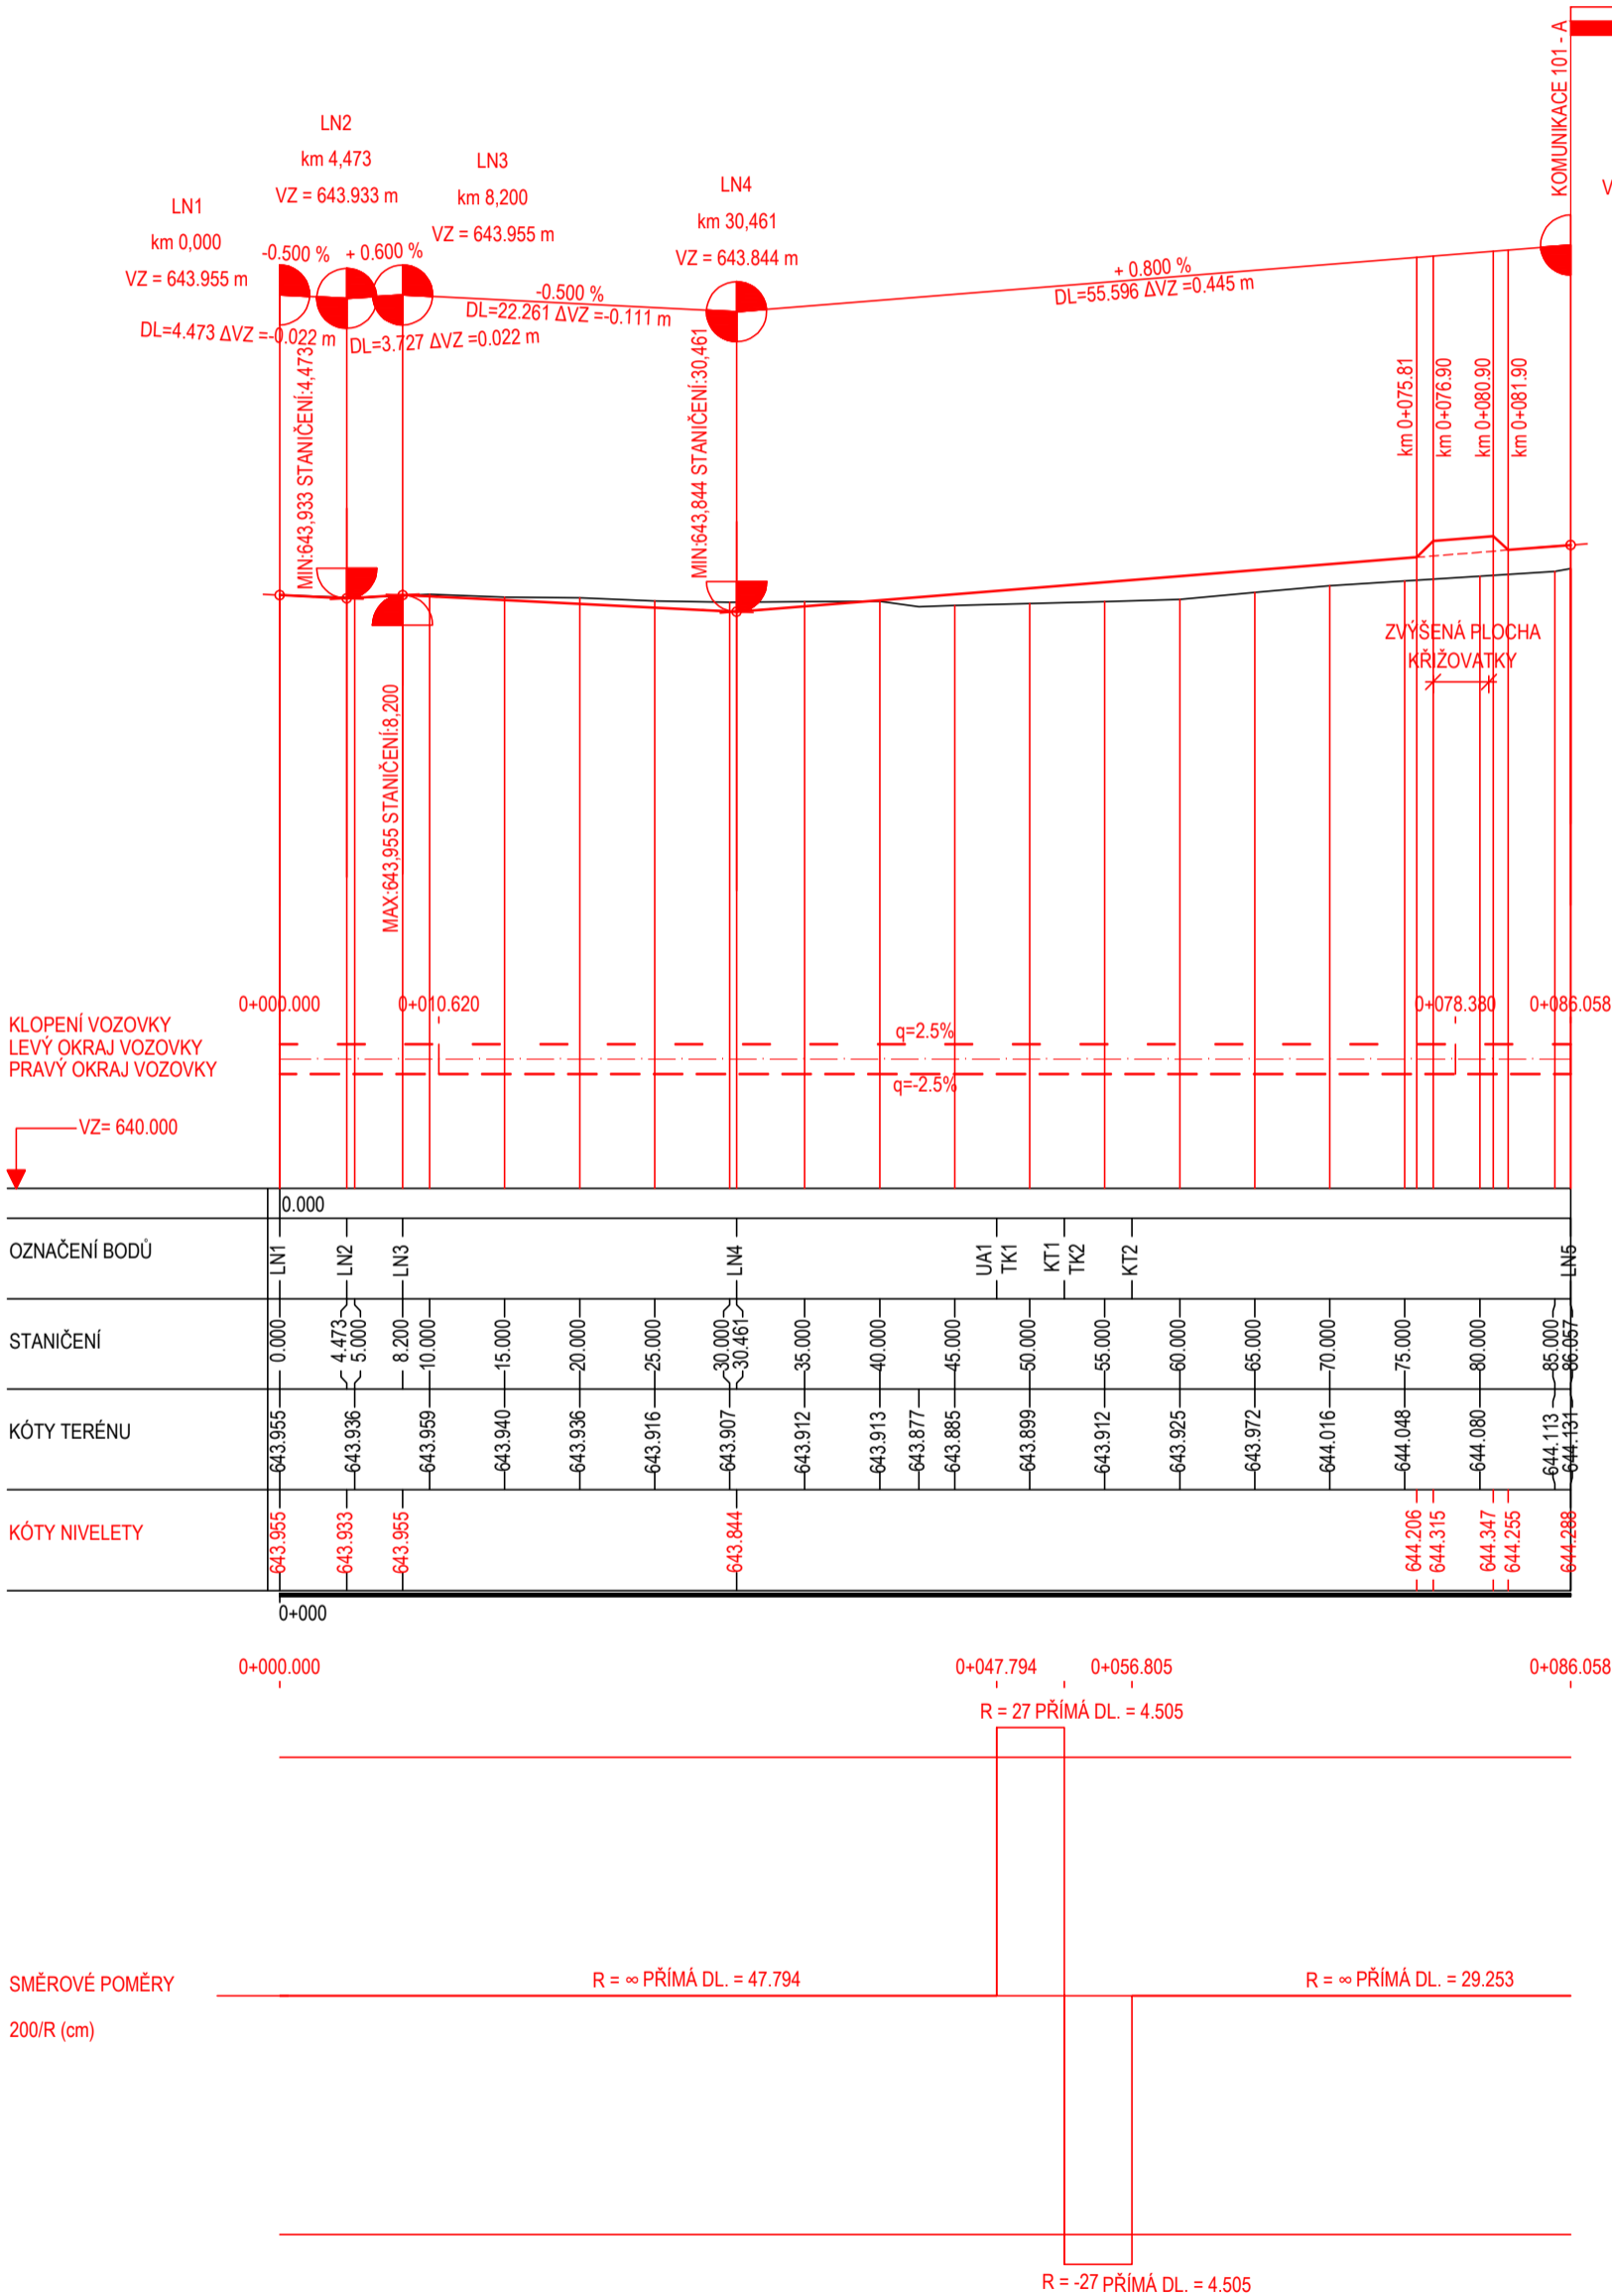 KOMUNIKACE 101 - A
V
LN2
km 4,473
VZ = 643.933 m
LN3
km 8,200
VZ = 643.955 m
LN4
km 30,461
VZ = 643.844 m
LN1
km 0,000
VZ = 643.955 m
-0.500 %
+ 0.600 %
-0.500 %
+ 0.800 %
DL=4.473 ΔVZ =-0.022 m
DL=3.727 ΔVZ =0.022 m
DL=22.261 ΔVZ =-0.111 m
DL=55.596 ΔVZ =0.445 m
MIN:643,933 STANIČENÍ:4,473
MAX:643,955 STANIČENÍ:8,200
MIN:643,844 STANIČENÍ:30,461
km 0+075.81
km 0+076.90
km 0+080.90
km 0+081.90
ZVÝŠENÁ PLOCHA
KŘIŽOVATKY
0+000.000
0+010.620
0+078.380
0+086.058
KLOPENÍ VOZOVKY
LEVÝ OKRAJ VOZOVKY
PRAVÝ OKRAJ VOZOVKY
q=2.5%
q=-2.5%
VZ= 640.000
0.000
OZNAČENÍ BODŮ
LN1
LN2
LN3
LN4
UA1
TK1
KT1
TK2
KT2
LN5
STANIČENÍ
0.000
4.473
5.000
8.200
10.000
15.000
20.000
25.000
30.000
30.461
35.000
40.000
45.000
50.000
55.000
60.000
65.000
70.000
75.000
80.000
85.000
86.057
KÓTY TERÉNU
643.955
643.936
643.959
643.940
643.936
643.916
643.907
643.912
643.913
643.877
643.885
643.899
643.912
643.925
643.972
644.016
644.048
644.080
644.113
644.131
KÓTY NIVELETY
643.955
643.933
643.955
643.844
644.206
644.315
644.347
644.255
644.288
0+000
0+000.000
0+047.794
0+056.805
0+086.058
R = 27 PŘÍMÁ DL. = 4.505
SMĚROVÉ POMĚRY
R = ∞ PŘÍMÁ DL. = 47.794
R = ∞ PŘÍMÁ DL. = 29.253
200/R (cm)
R = -27 PŘÍMÁ DL. = 4.505